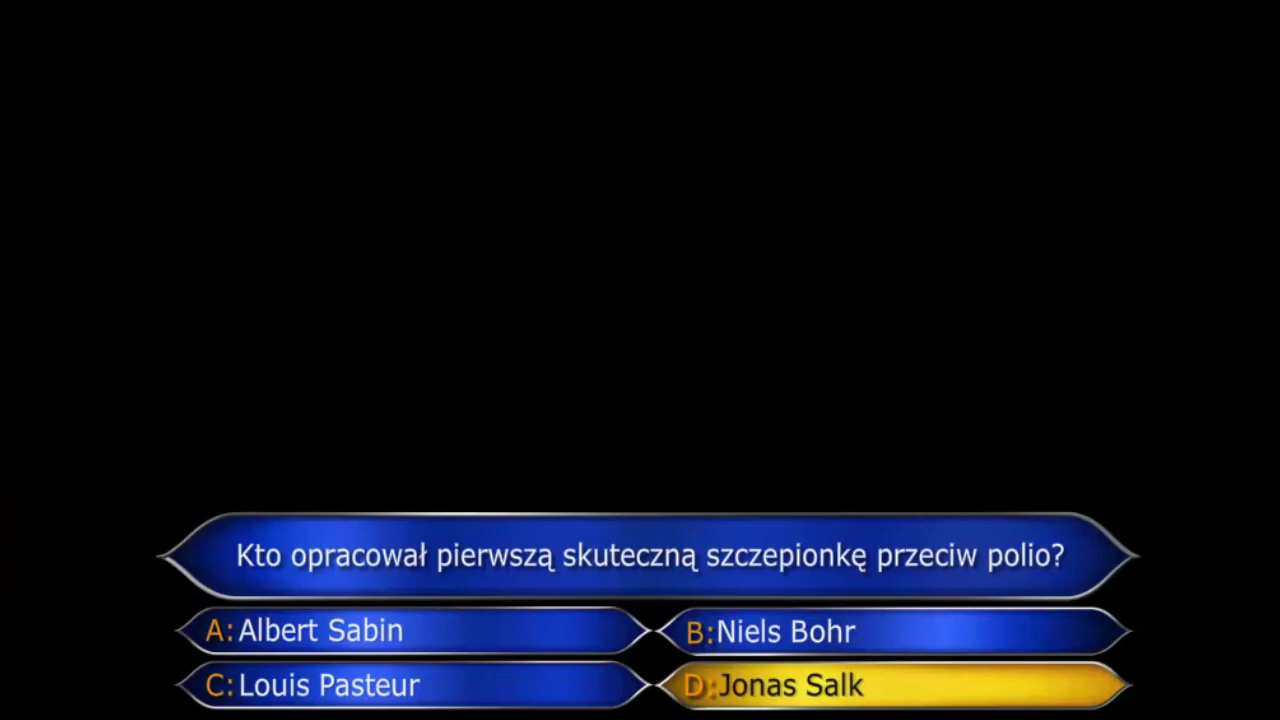 Kto opracował pierwszą skuteczną szczepionkę przeciw polio?
A: Albert Sabin
B: Niels Bohr
C: Louis Pasteur
D: Jonas Salk